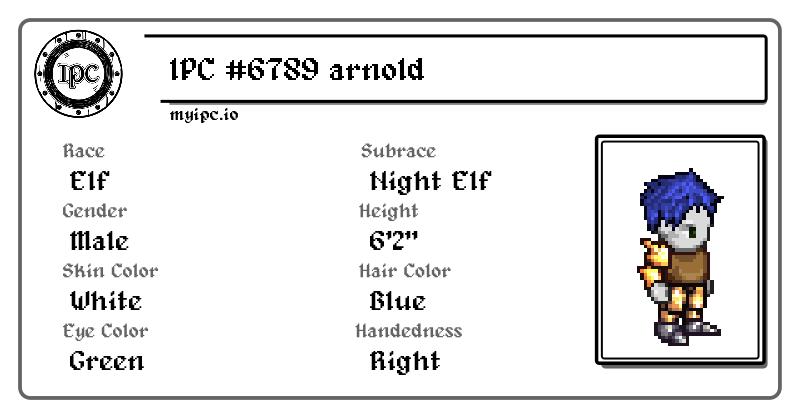 IPC
IPC #6789 arnold
myipc.io
Race
Elf
Subrace
Night Elf
Gender
Male
Height
6'2"
Skin Color
White
Hair Color
Blue
Eye Color
Green
Handedness
Right